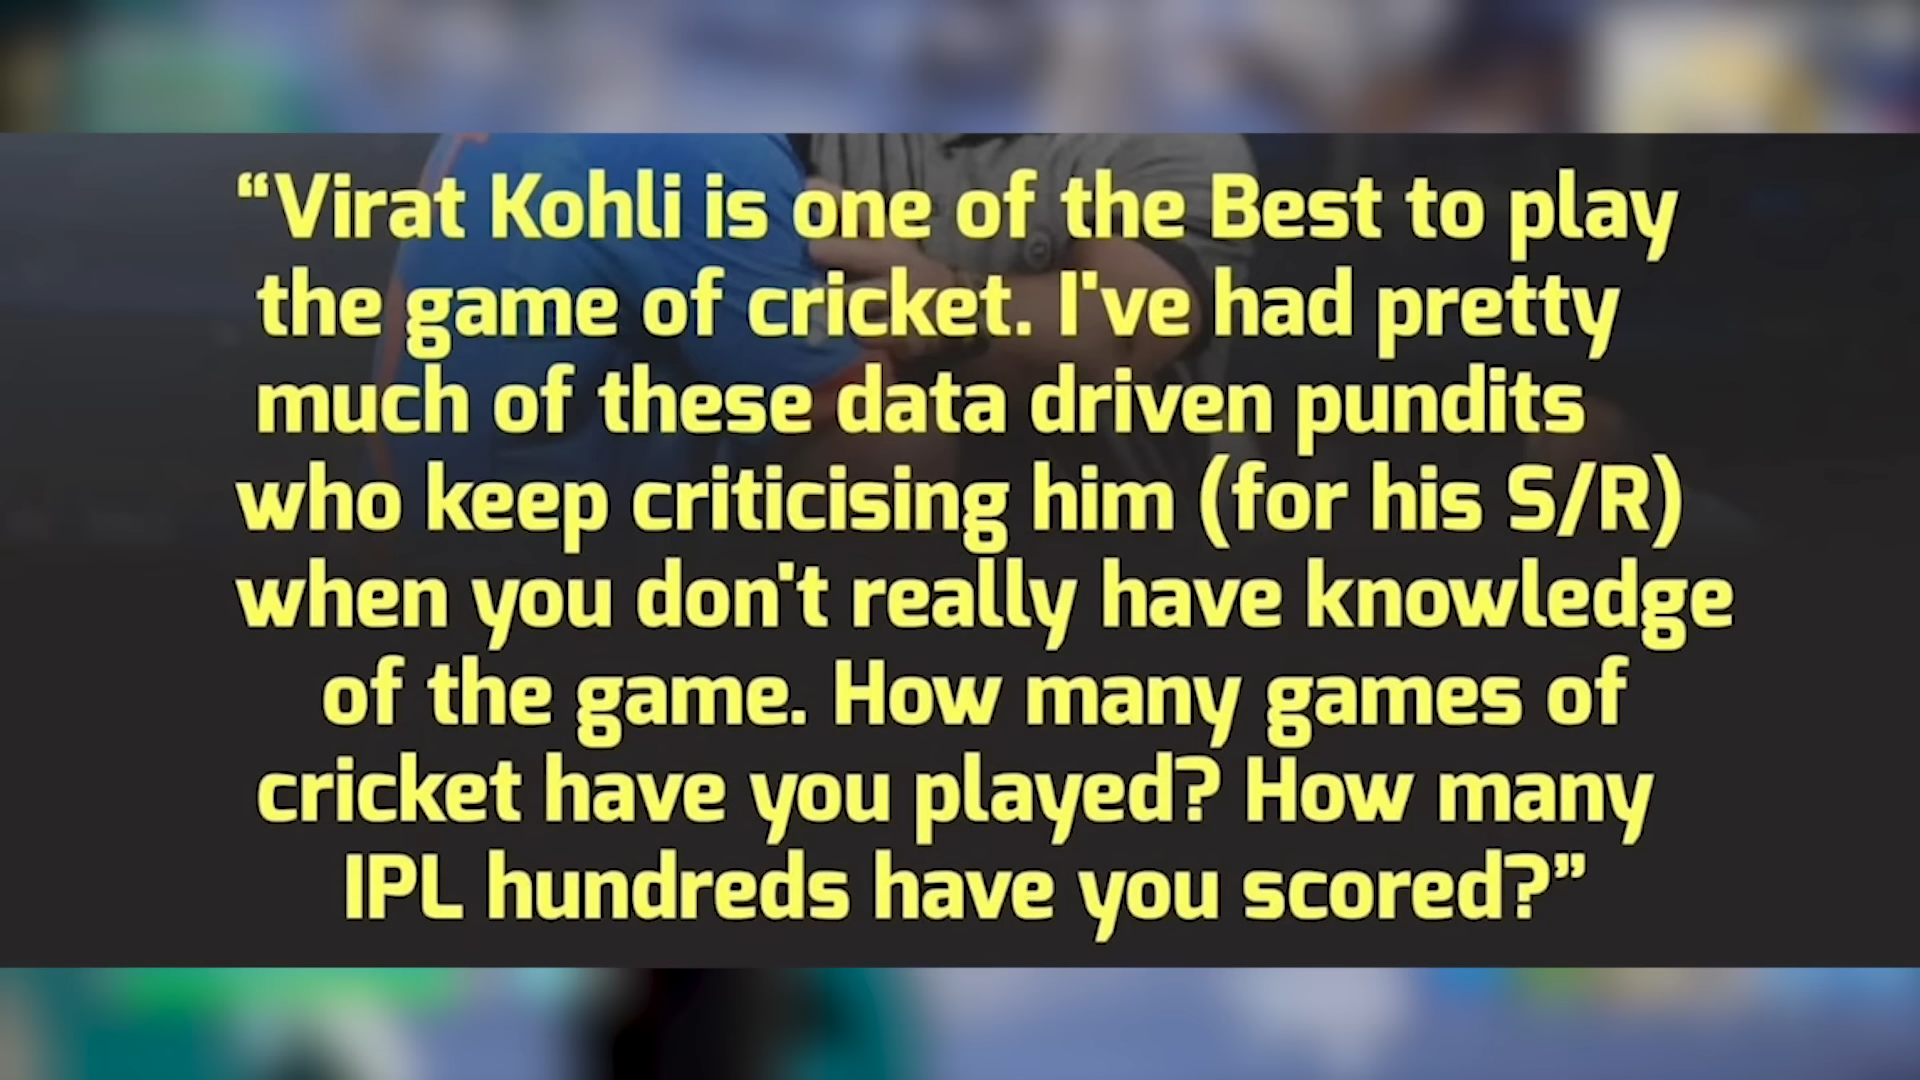 “Virat Kohli is one of the Best to play
the game of cricket. I've had pretty
much of these data driven pundits
who keep criticising him (for his S/R)
when you don't really have knowledge
of the game. How many games of
cricket have you played? How many
IPL hundreds have you scored?”